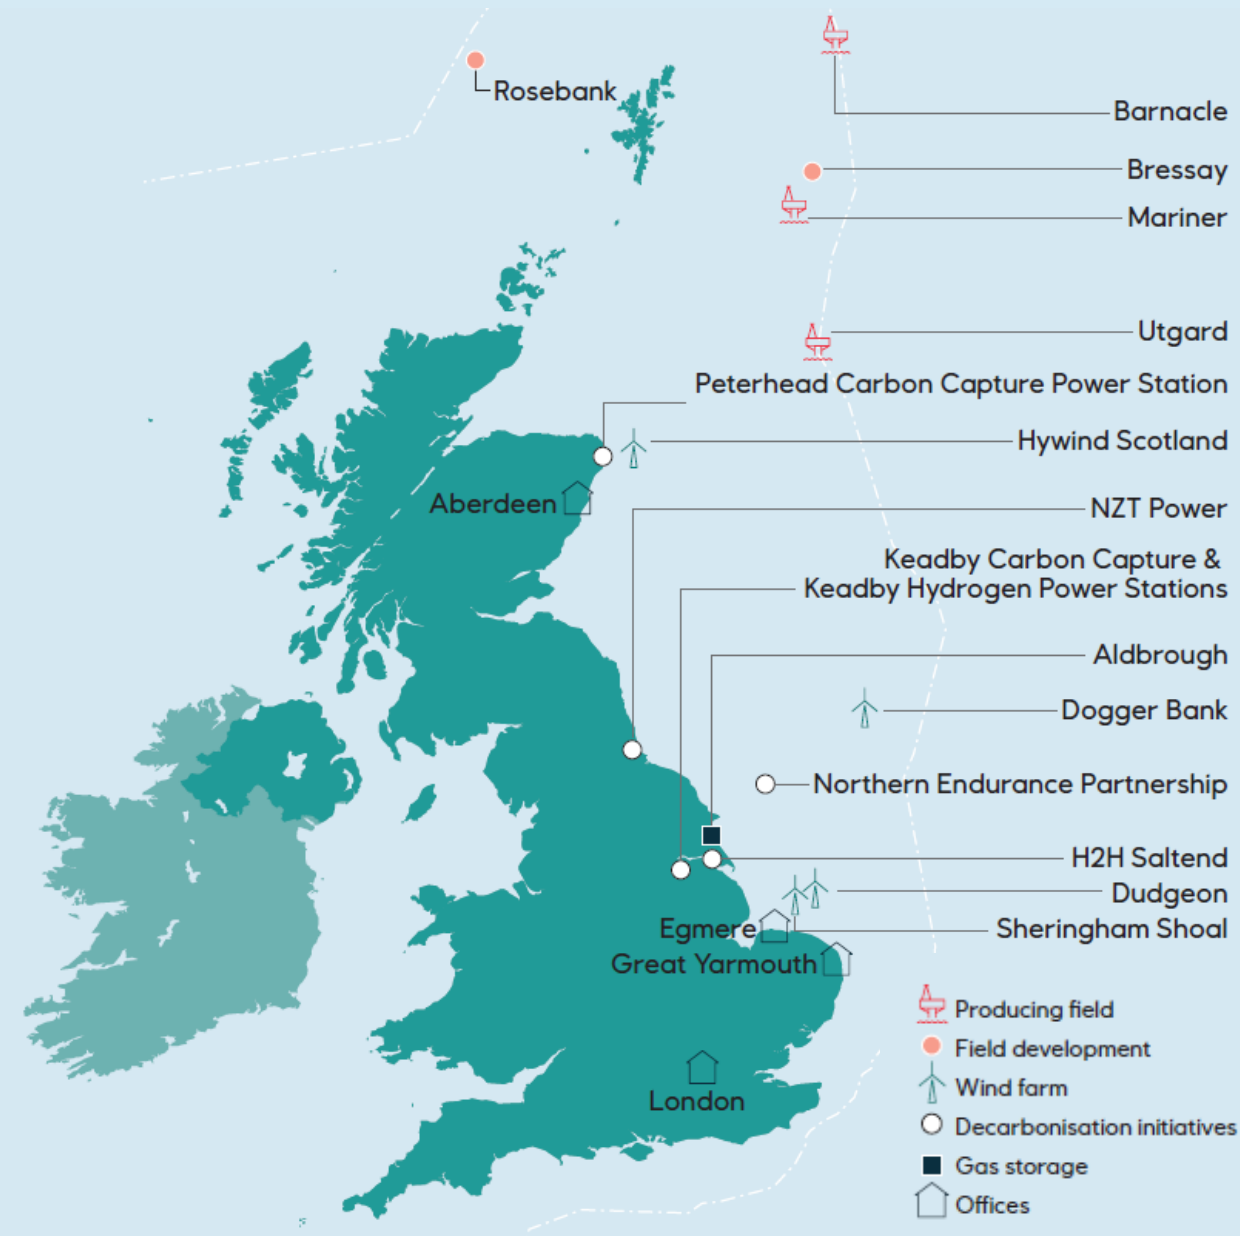 Rosebank
Barnacle
Bressay
Mariner
Utgard
Peterhead Carbon Capture Power Station
Hywind Scotland
Aberdeen
NZT Power
Keadby Carbon Capture &
Keadby Hydrogen Power Stations
Aldbrough
Dogger Bank
Northern Endurance Partnership
H2H Saltend
Dudgeon
Egmere
Sheringham Shoal
Great Yarmouth
London
Producing field
Field development
Wind farm
Decarbonisation initiatives
Gas storage
Offices